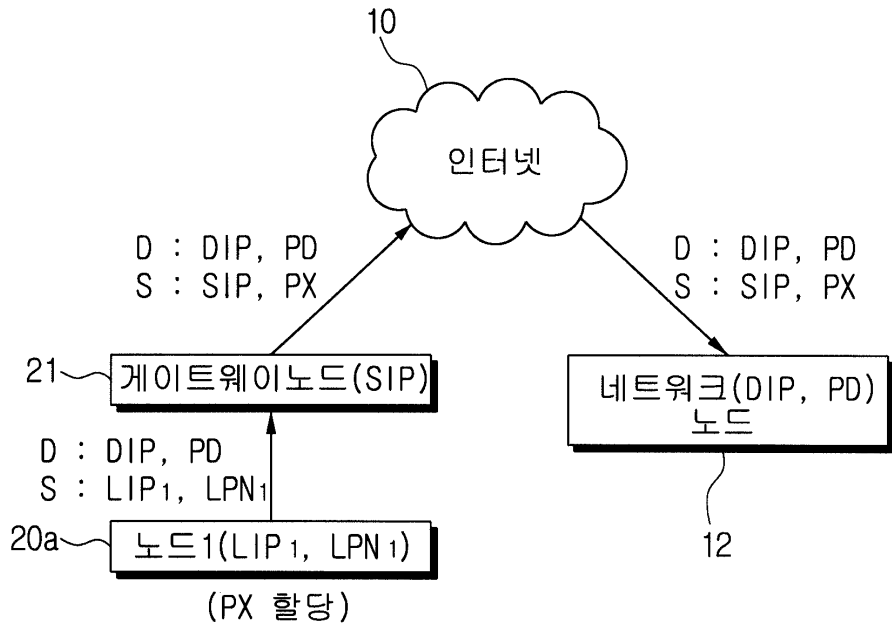 10
인터넷
D : DIP, PD
S : SIP, PX
D : DIP, PD
S : SIP, PX
21
게이트웨이노드(SIP)
네트워크(DIP, PD)
노드
D : DIP, PD
S : LIP₁, LPN₁
20a
노드1(LIP₁, LPN₁)
12
(PX 할당)